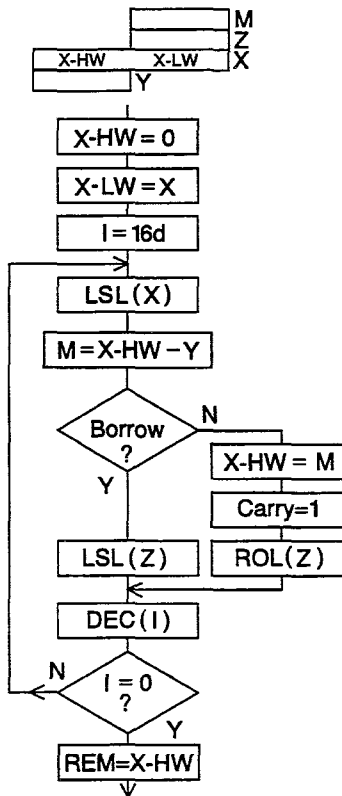 M
Z
X-HW X-LW X
Y
X-HW = 0
X-LW = X
I = 16d
LSL(X)
M = X-HW - Y
Borrow
?
N
Y
X-HW = M
Carry=1
LSL(Z) ROL(Z)
DEC(I)
I = 0
?
N
Y
REM=X-HW